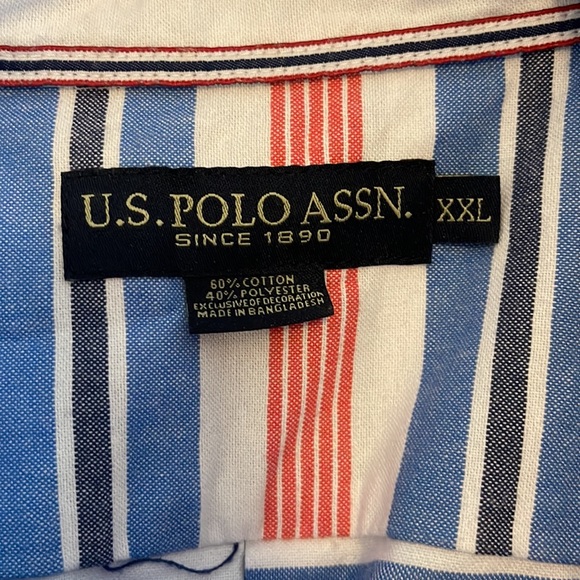 U.S. POLO ASSN.
SINCE 1890
XXL
60% COTTON
40% POLYESTER
EXCLUSIVE OF DECORATION
MADE IN BANGLADESH